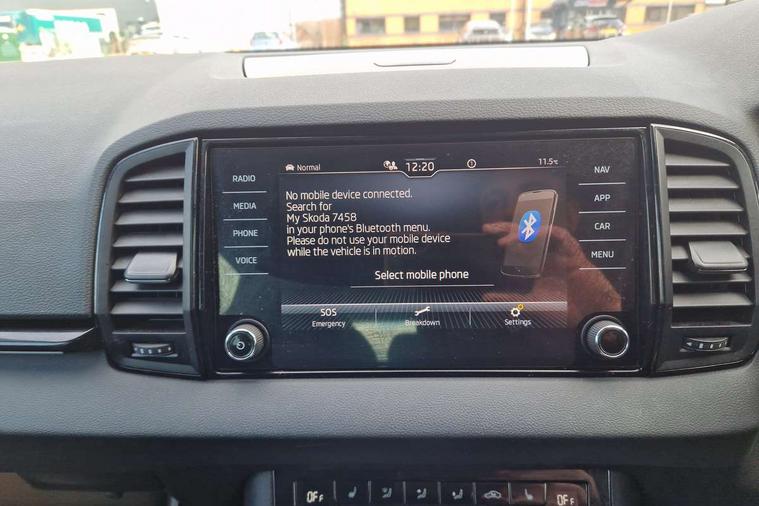 Normal
12:20
11.5°C
RADIO
MEDIA
PHONE
VOICE
NAV
APP
CAR
MENU
No mobile device connected.
Search for
My Skoda 7458
in your phone's Bluetooth menu.
Please do not use your mobile device
while the vehicle is in motion.
Select mobile phone
SOS
Emergency
Breakdown
Settings
OFF
OFF